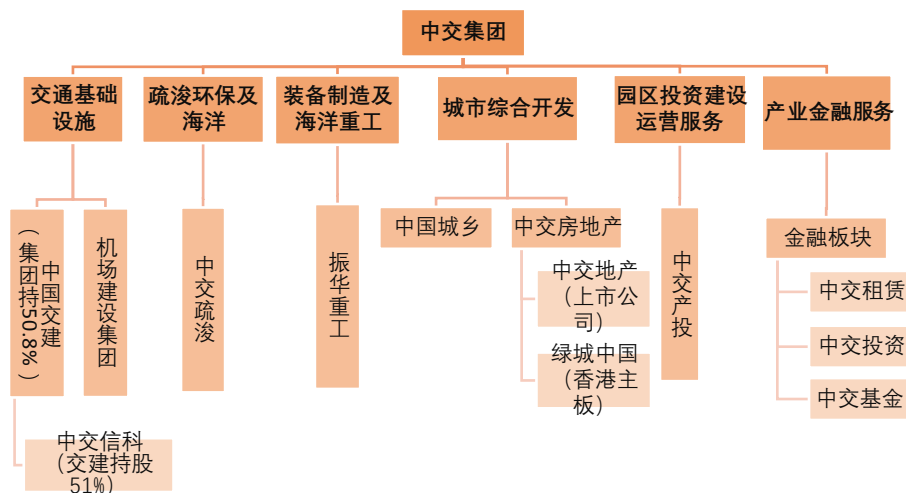 中交集团
交通基础
设施
疏浚环保及
海洋
装备制造及
海洋重工
城市综合开发
园区投资建设
运营服务
产业金融服务
中国交建
（集团持50.8%）
机场建设集团
中交疏浚
振华重工
中国城乡
中交房地产
中交产投
金融板块
中交地产
（上市公
司）
绿城中国
（香港主
板）
中交租赁
中交投资
中交基金
中交信科
（交建持股
51%）